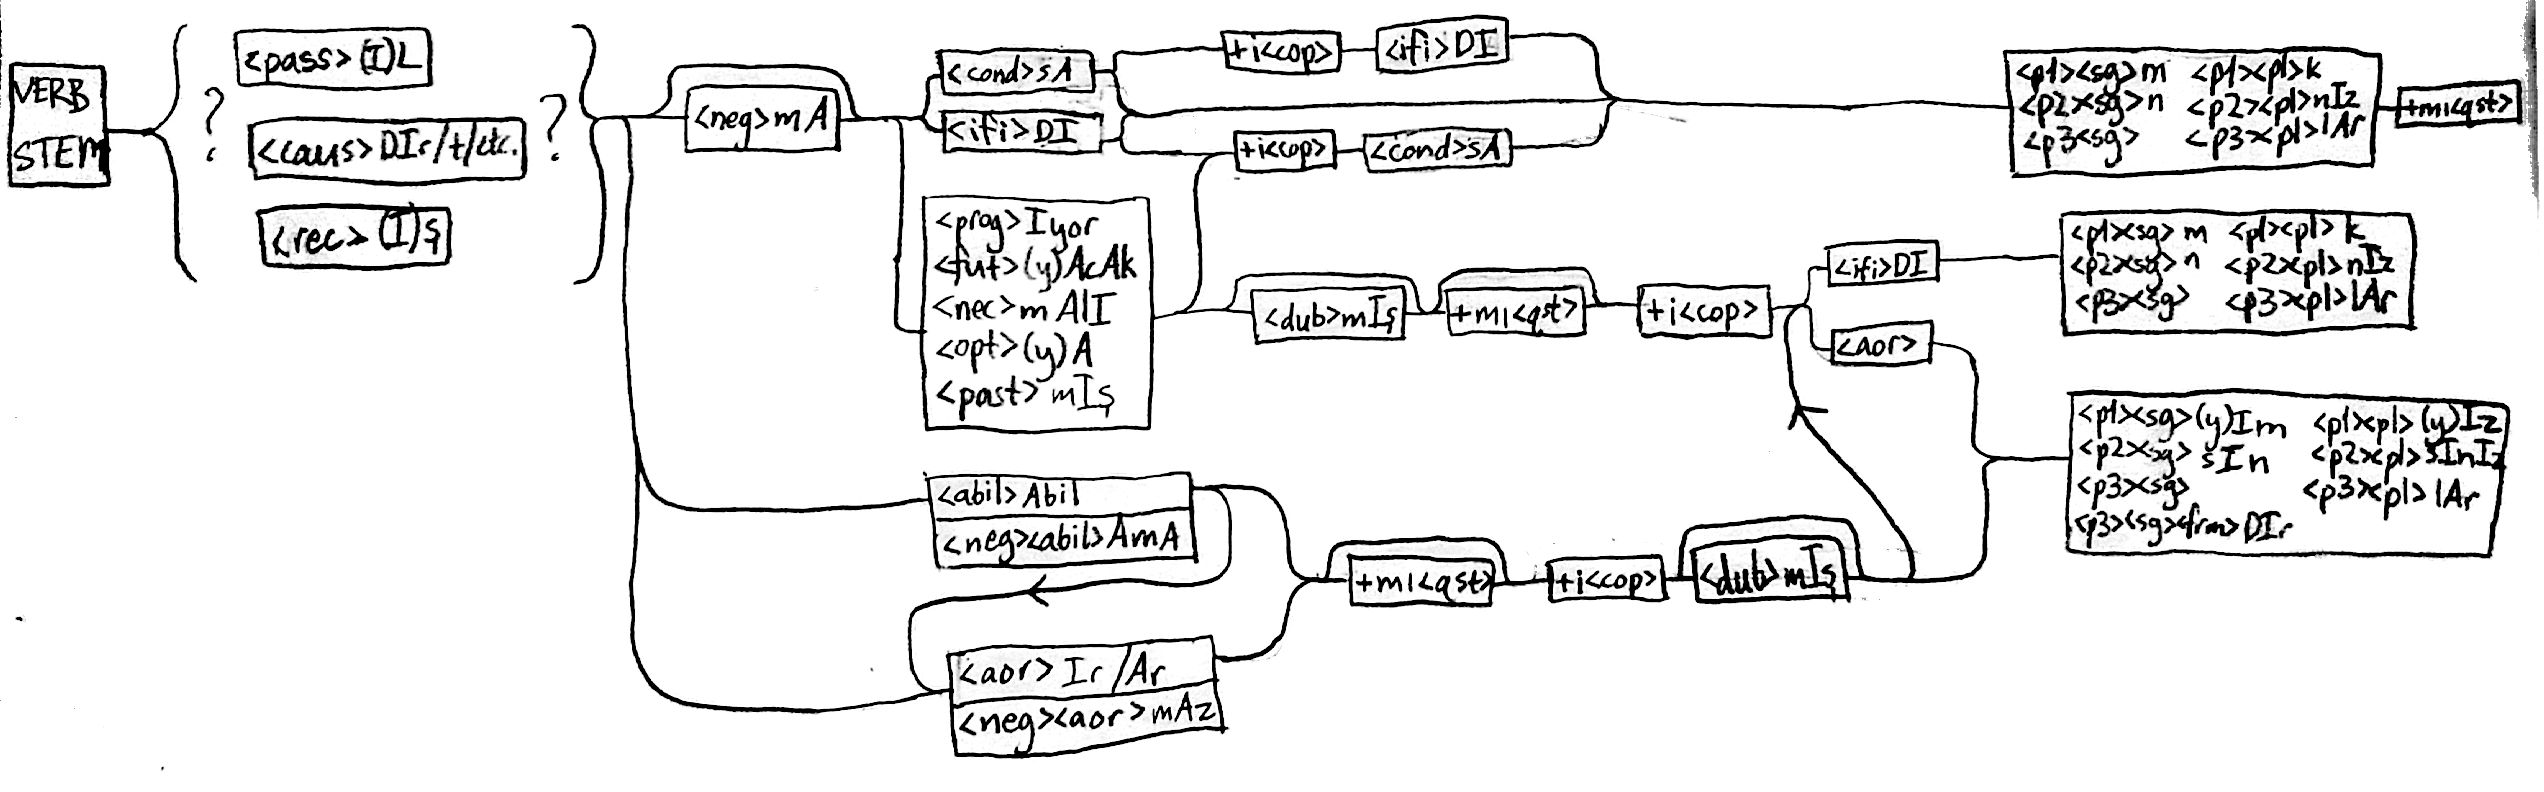 VERB
STEM
?
<pass>(I)L
<caus>DIr/t/etc.
<rec>(I)ş
?
<neg>mA
<cond>sA
<ifi>DI
+i<cop>
<ifi>DI
+i<cop>
<cond>sA
<p1><sg>m <p1><pl>k
<p2><sg>n <p2><pl>nIz
<p3><sg> <p3><pl>lAr
+mı<qst>
<prog>Iyor
<fut>(y)AcAk
<nec>mAlI
<opt>(y)A
<past>mIş
<dub>mIş
+mı<qst>
+i<cop>
<ifi>DI
<aor>
<p1><sg>m <p1><pl>k
<p2><sg>n <p2><pl>nIz
<p3><sg> <p3><pl>lAr
<abil>Abil
<neg><abil>AmA
<aor>Ir/Ar
<neg><aor>mAz
+mı<qst>
+i<cop>
<dub>mIş
<p1><sg>(y)Im <p1><pl>(y)Iz
<p2><sg>sIn <p2><pl>sInIz
<p3><sg> <p3><pl>lAr
<p3><sg><frm>DIr